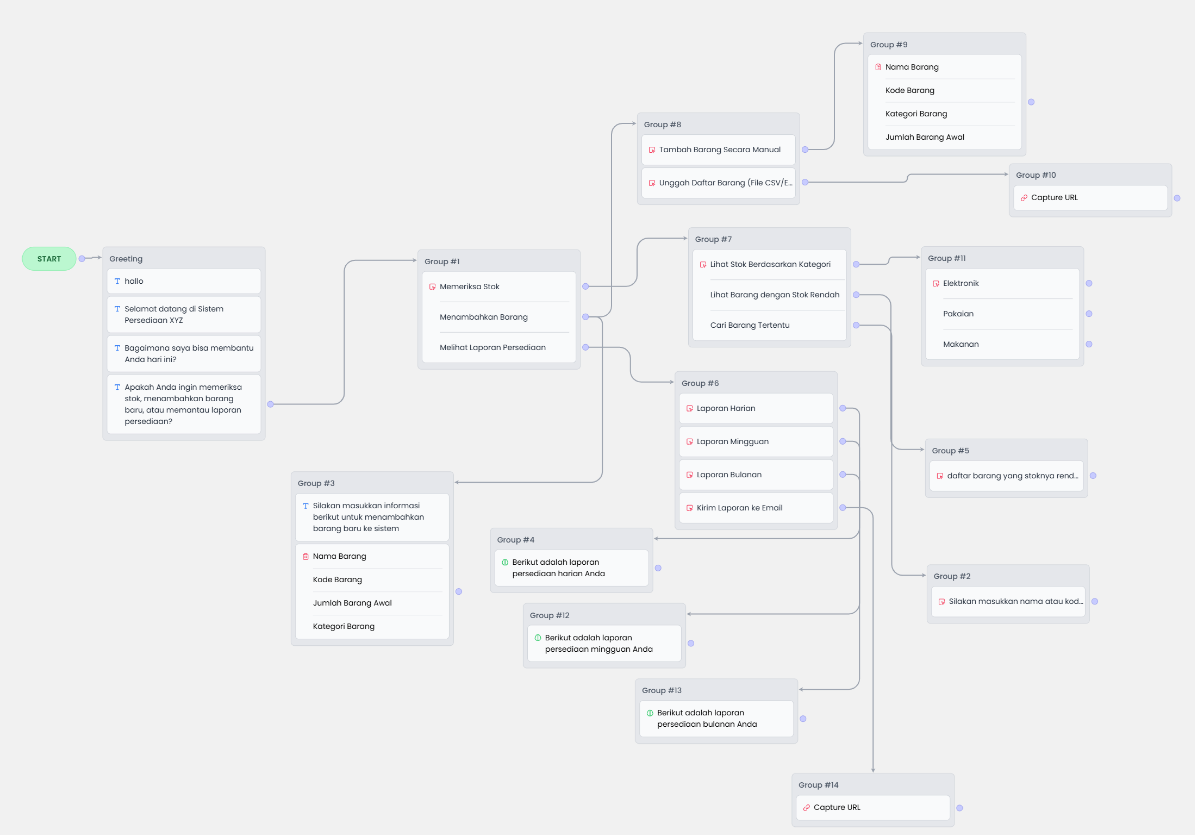 START
Greeting
hallo
Selamat datang di Sistem
Persediaan XYZ
Bagaimana saya bisa membantu
Anda hari ini?
Apakah Anda ingin memeriksa
stok, menambahkan barang
baru, atau memantau laporan
persediaan?
Group #1
Memeriksa Stok
Menambahkan Barang
Melihat Laporan Persediaan
Group #3
Silakan masukkan informasi
berikut untuk menambahkan
barang baru ke sistem
Nama Barang
Kode Barang
Jumlah Barang Awal
Kategori Barang
Group #8
Tambah Barang Secara Manual
Unggah Daftar Barang (File CSV/E...
Group #9
Nama Barang
Kode Barang
Kategori Barang
Jumlah Barang Awal
Group #10
Capture URL
Group #7
Lihat Stok Berdasarkan Kategori
Lihat Barang dengan Stok Rendah
Cari Barang Tertentu
Group #11
Elektronik
Pakaian
Makanan
Group #6
Laporan Harian
Laporan Mingguan
Laporan Bulanan
Kirim Laporan ke Email
Group #5
daftar barang yang stoknya rend...
Group #2
Silakan masukkan nama atau kod...
Group #4
Berikut adalah laporan
persediaan harian Anda
Group #12
Berikut adalah laporan
persediaan mingguan Anda
Group #13
Berikut adalah laporan
persediaan bulanan Anda
Group #14
Capture URL